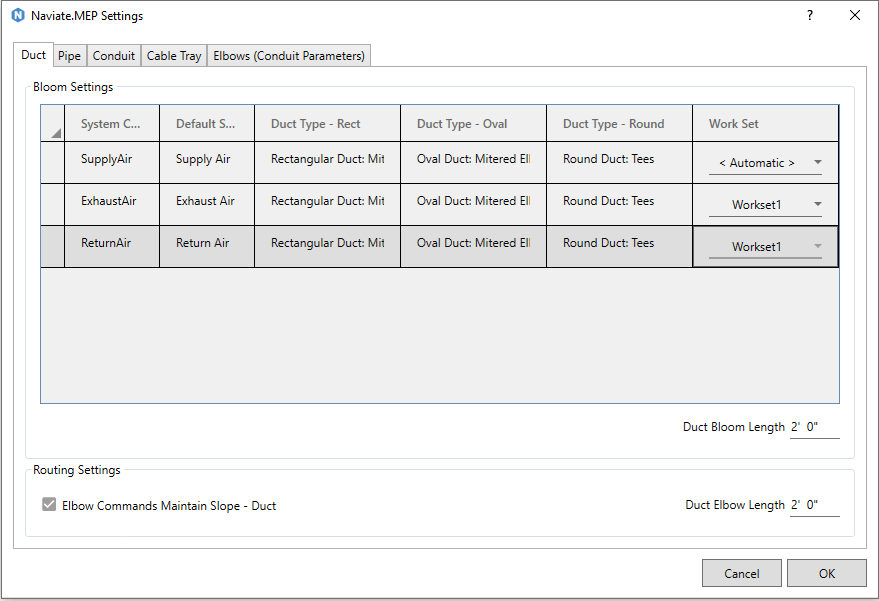 Naviate.MEP Settings
Duct Pipe Conduit Cable Tray Elbows (Conduit Parameters)
Bloom Settings
System C... Default S... Duct Type - Rect Duct Type - Oval Duct Type - Round Work Set
SupplyAir Supply Air Rectangular Duct: Mit Oval Duct: Mitered Ell Round Duct: Tees < Automatic >
ExhaustAir Exhaust Air Rectangular Duct: Mit Oval Duct: Mitered Ell Round Duct: Tees Workset1
ReturnAir Return Air Rectangular Duct: Mit Oval Duct: Mitered Ell Round Duct: Tees Workset1
Duct Bloom Length 2' 0"
Routing Settings
Elbow Commands Maintain Slope - Duct Duct Elbow Length 2' 0"
Cancel OK